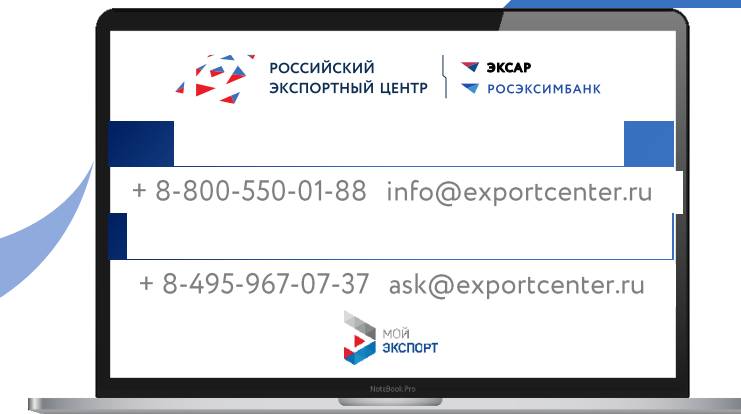 РОССИЙСКИЙ
ЭКСПОРТНЫЙ ЦЕНТР
ЭКСАР
РОСЭКСИМБАНК
+ 8-800-550-01-88 info@exportcenter.ru
+ 8-495-967-07-37 ask@exportcenter.ru
МОЙ
ЭКСПОРТ
NoteBook Pro